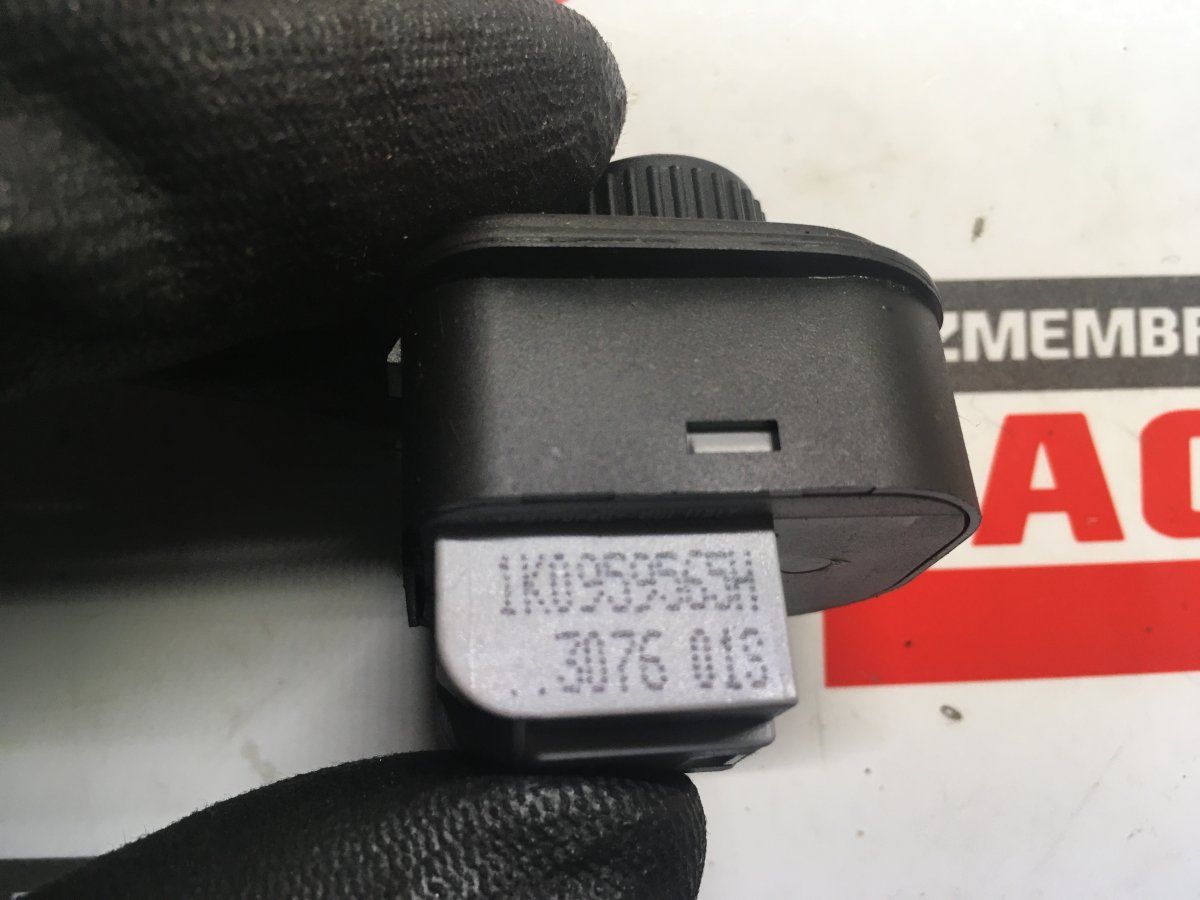 ZMEMBR
AC
1K0959565H
..3076 013